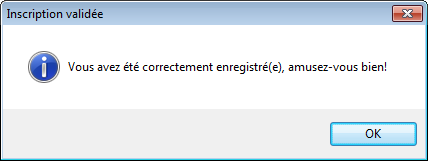 Inscription validée
Vous avez été correctement enregistré(e), amusez-vous bien!
OK